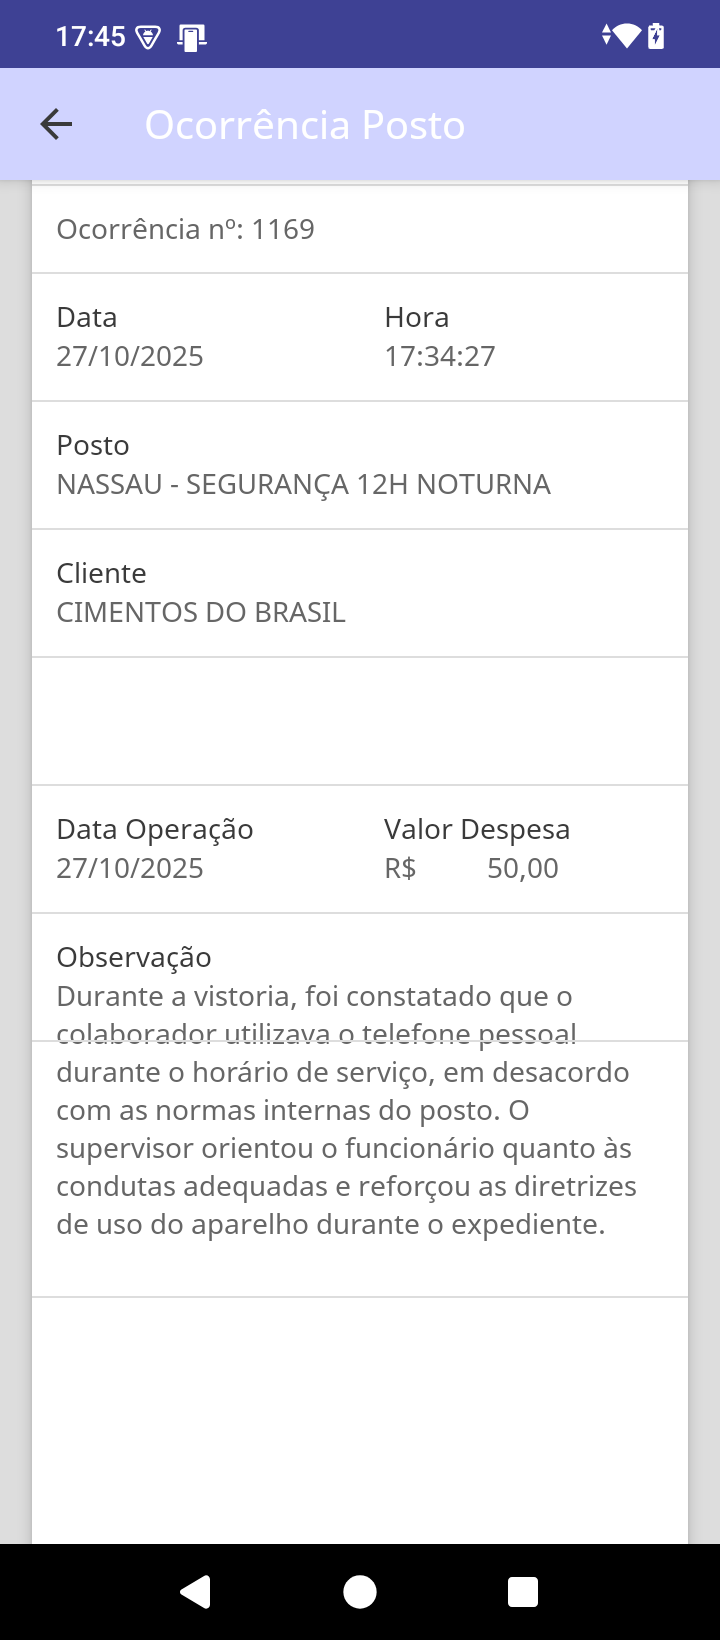 17:45
Ocorrência Posto
Ocorrência nº: 1169
Data Hora
27/10/2025 17:34:27
Posto
NASSAU - SEGURANÇA 12H NOTURNA
Cliente
CIMENTOS DO BRASIL
Data Operação Valor Despesa
27/10/2025 R$ 50,00
Observação
Durante a vistoria, foi constatado que o
colaborador utilizava o telefone pessoal
durante o horário de serviço, em desacordo
com as normas internas do posto. O
supervisor orientou o funcionário quanto às
condutas adequadas e reforçou as diretrizes
de uso do aparelho durante o expediente.